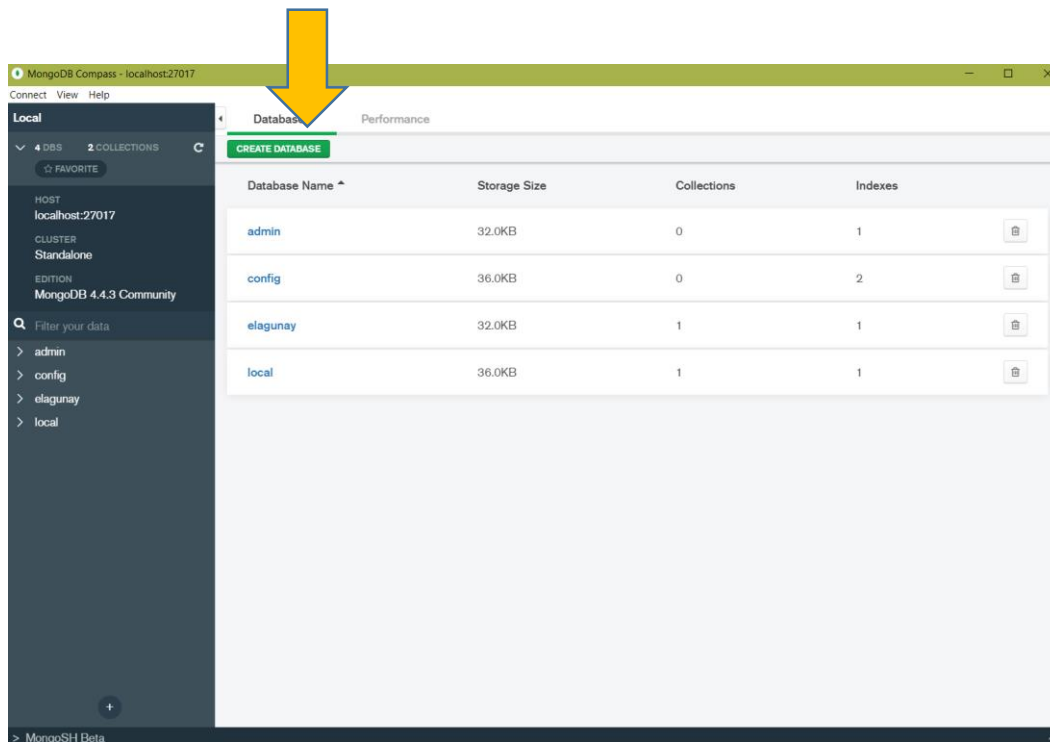 MongoDB Compass - localhost:27017
Connect View Help
Local
Databas
Performance
4 DBS 2 COLLECTIONS
FAVORITE
CREATE DATABASE
HOST
localhost:27017
CLUSTER
Standalone
EDITION
MongoDB 4.4.3 Community
Filter your data
admin
config
elagunay
local
Database Name Storage Size Collections Indexes
admin 32.0KB 0 1
config 36.0KB 0 2
elagunay 32.0KB 1 1
local 36.0KB 1 1
> MongoSH Beta